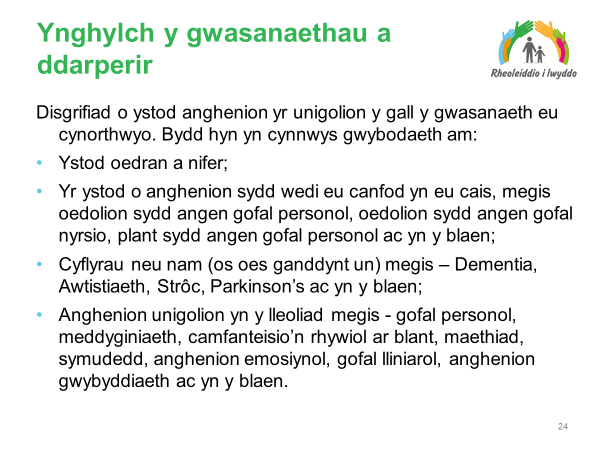 Ynghylch y gwasanaethau a
ddarperir
Rheoleiddio i lwyddo
Disgrifiad o ystod anghenion yr unigolion y gall y gwasanaeth eu
cynorthwyo. Bydd hyn yn cynnwys gwybodaeth am:
• Ystod oedran a nifer;
• Yr ystod o anghenion sydd wedi eu canfod yn eu cais, megis
oedolion sydd angen gofal personol, oedolion sydd angen gofal
nyrsio, plant sydd angen gofal personol ac yn y blaen;
• Cyflyrau neu nam (os oes ganddynt un) megis – Dementia,
Awtistiaeth, Strôc, Parkinson’s ac yn y blaen;
• Anghenion unigolion yn y lleoliad megis - gofal personol,
meddyginiaeth, camfanteisio’n rhywiol ar blant, maethiad,
symudedd, anghenion emosiynol, gofal lliniarol, anghenion
gwybyddiaeth ac yn y blaen.
24